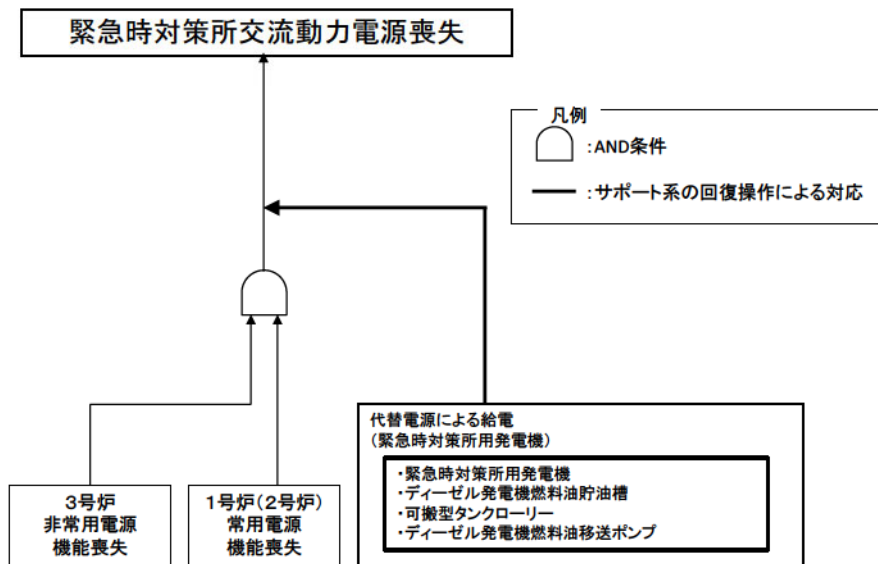 緊急時対策所交流動力電源喪失
凡例
:AND条件
:サポート系の回復操作による対応
代替電源による給電
(緊急時対策所用発電機)
・緊急時対策所用発電機
・ディーゼル発電機燃料油貯油槽
・可搬型タンクローリー
・ディーゼル発電機燃料油移送ポンプ
3号炉
非常用電源
機能喪失
1号炉(2号炉)
常用電源
機能喪失